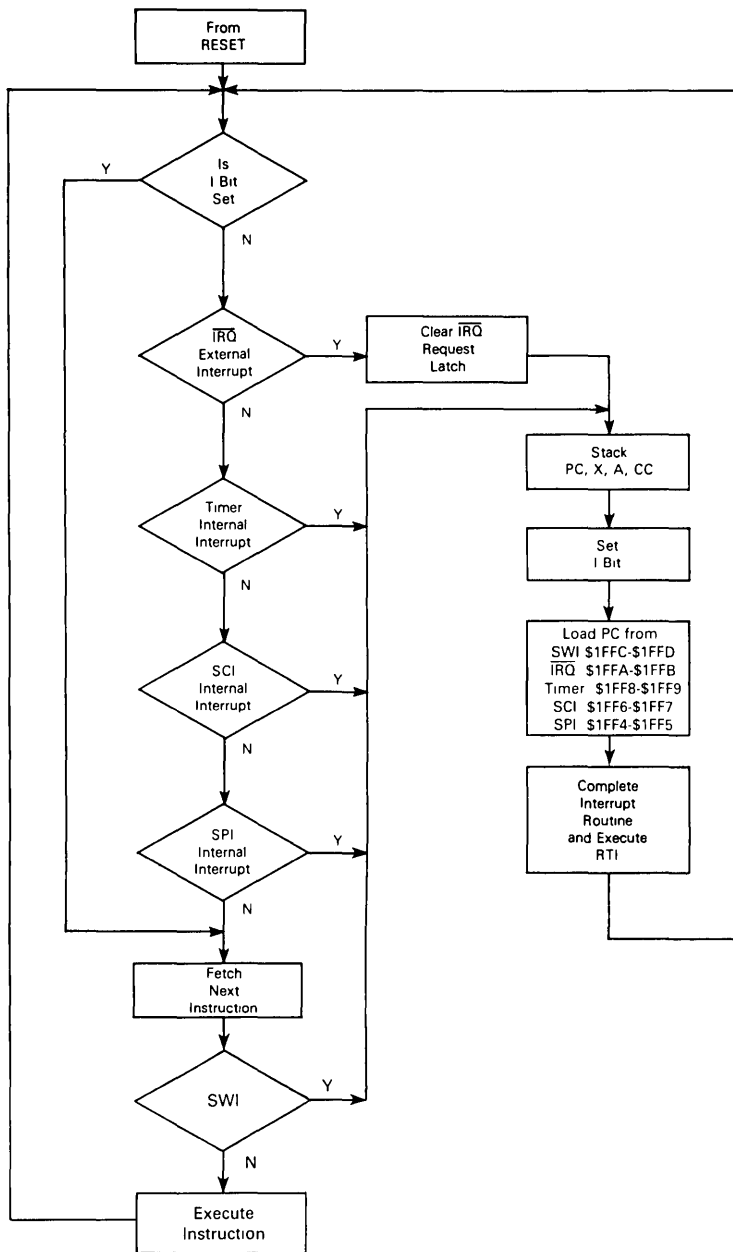 From
RESET
Is
I Bit
Set
Y
N
IRQ
External
Interrupt
Y
N
Clear IRQ
Request
Latch
Stack
PC, X, A, CC
Timer
Internal
Interrupt
Y
N
Set
I Bit
Load PC from
SWI $1FFC-$1FFD
IRQ $1FFA-$1FFB
Timer $1FF8-$1FF9
SCI $1FF6-$1FF7
SPI $1FF4-$1FF5
SCI
Internal
Interrupt
Y
N
Complete
Interrupt
Routine
and Execute
RTI
SPI
Internal
Interrupt
Y
N
Fetch
Next
Instruction
SWI
Y
N
Execute
Instruction